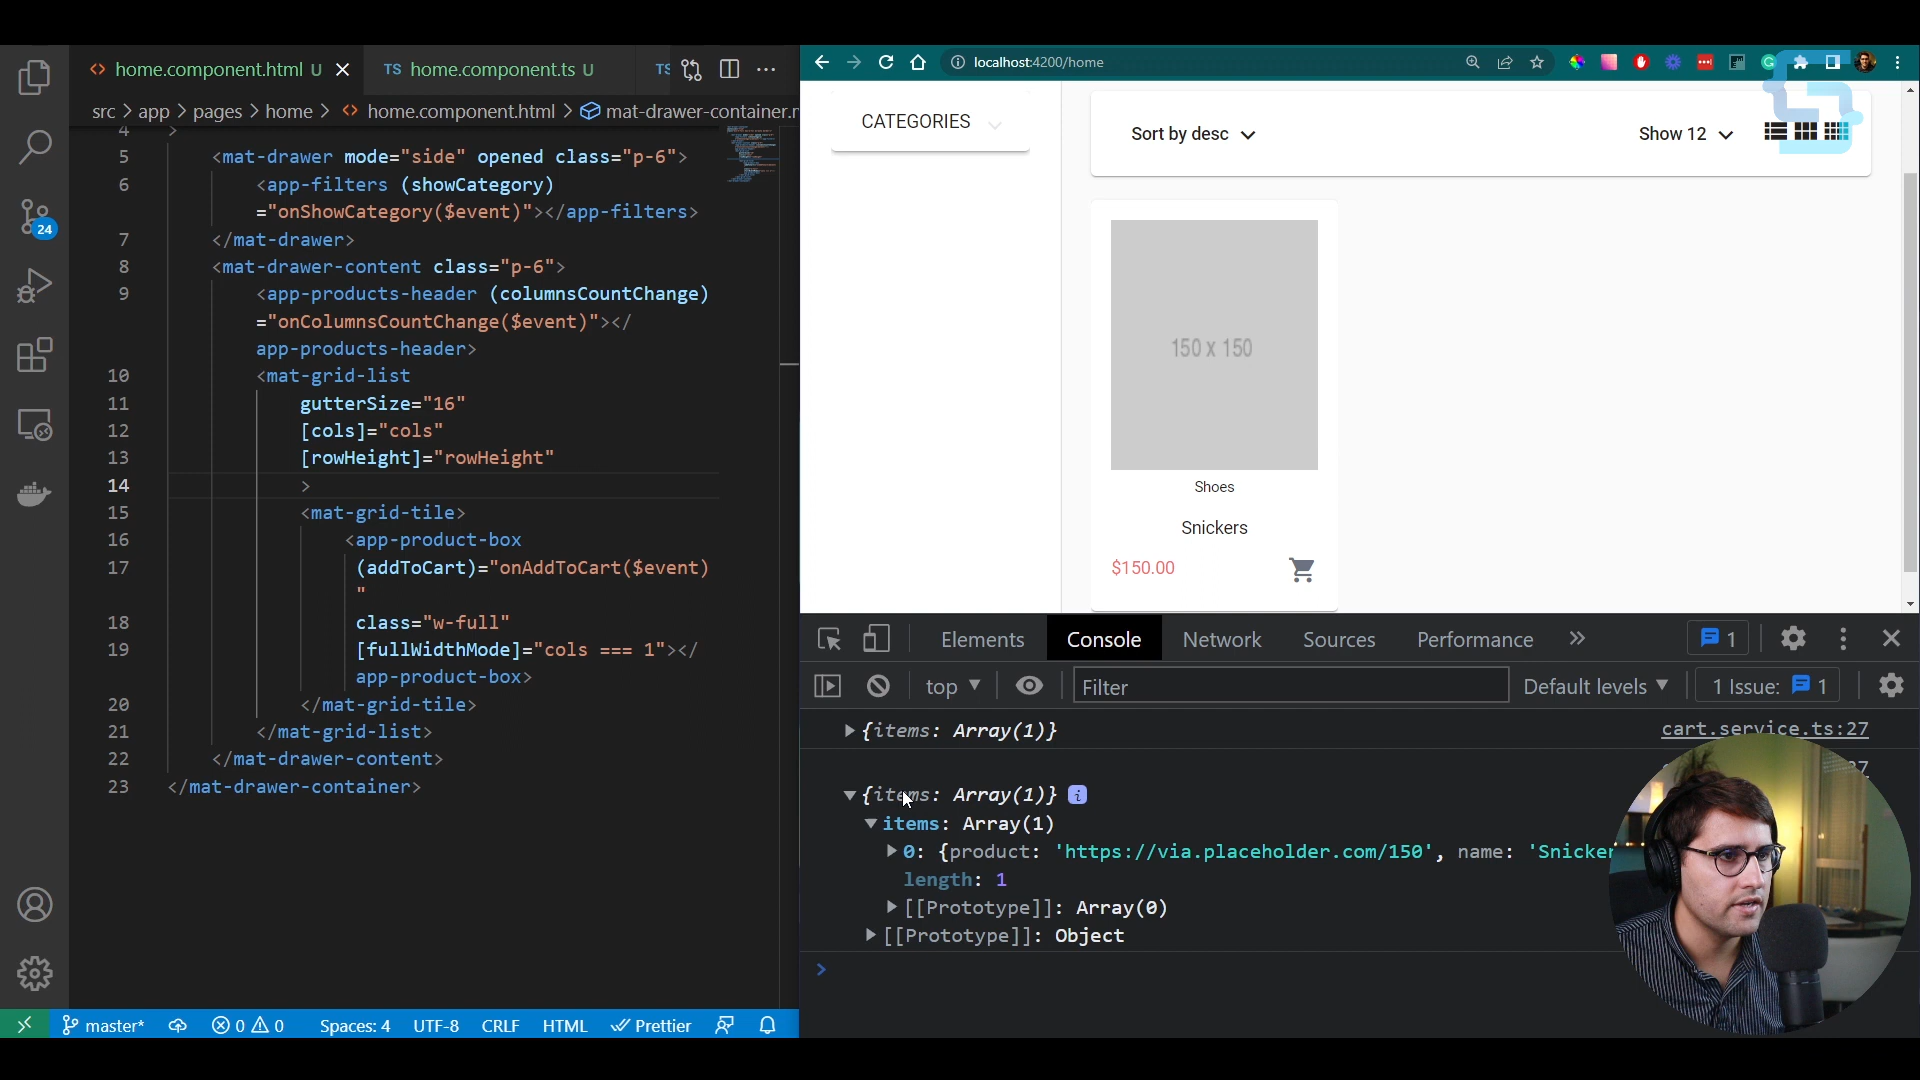 home.component.html U
TS home.component.ts U
TS
src > app > pages > home > home.component.html > mat-drawer-container.
4 >
5 <mat-drawer mode="side" opened class="p-6">
6 <app-filters (showCategory)
="onShowCategory($event)"></app-filters>
7 </mat-drawer>
8 <mat-drawer-content class="p-6">
9 <app-products-header (columnsCountChange)
="onColumnsCountChange($event)"></
app-products-header>
10 <mat-grid-list
11 gutterSize="16"
12 [cols]="cols"
13 [rowHeight]="rowHeight"
14 >
15 <mat-grid-tile>
16 <app-product-box
17 (addToCart)="onAddToCart($event)
"
18 class="w-full"
19 [fullWidthMode]="cols === 1"></
app-product-box>
20 </mat-grid-tile>
21 </mat-grid-list>
22 </mat-drawer-content>
23 </mat-drawer-container>
24
master* 0 0 Spaces: 4 UTF-8 CRLF HTML Prettier
localhost:4200/home
CATEGORIES
Sort by desc
Show 12
150 x 150
Shoes
Snickers
$150.00
Elements Console Network Sources Performance 1
top Filter Default levels 1 Issue: 1
{items: Array(1)} cart.service.ts:27
27
{items: Array(1)} i
items: Array(1)
0: {product: 'https://via.placeholder.com/150', name: 'Snicker
length: 1
[[Prototype]]: Array(0)
[[Prototype]]: Object